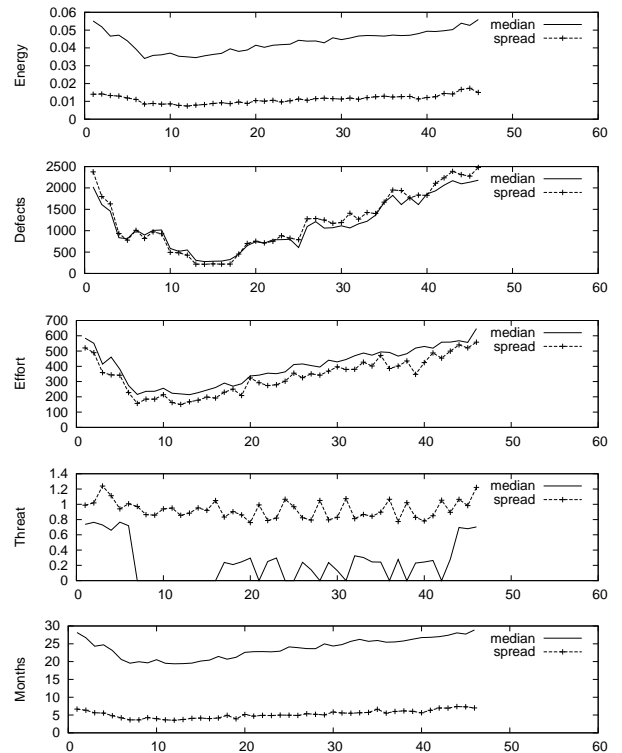 0.06
0.05
0.04
0.03
0.02
0.01
0
Energy
median
spread
0 10 20 30 40 50 60
2500
2000
1500
1000
500
0
Defects
median
spread
0 10 20 30 40 50 60
700
600
500
400
300
200
100
0
Effort
median
spread
0 10 20 30 40 50 60
1.4
1.2
1
0.8
0.6
0.4
0.2
0
Threat
median
spread
0 10 20 30 40 50 60
30
25
20
15
10
5
0
Months
median
spread
0 10 20 30 40 50 60